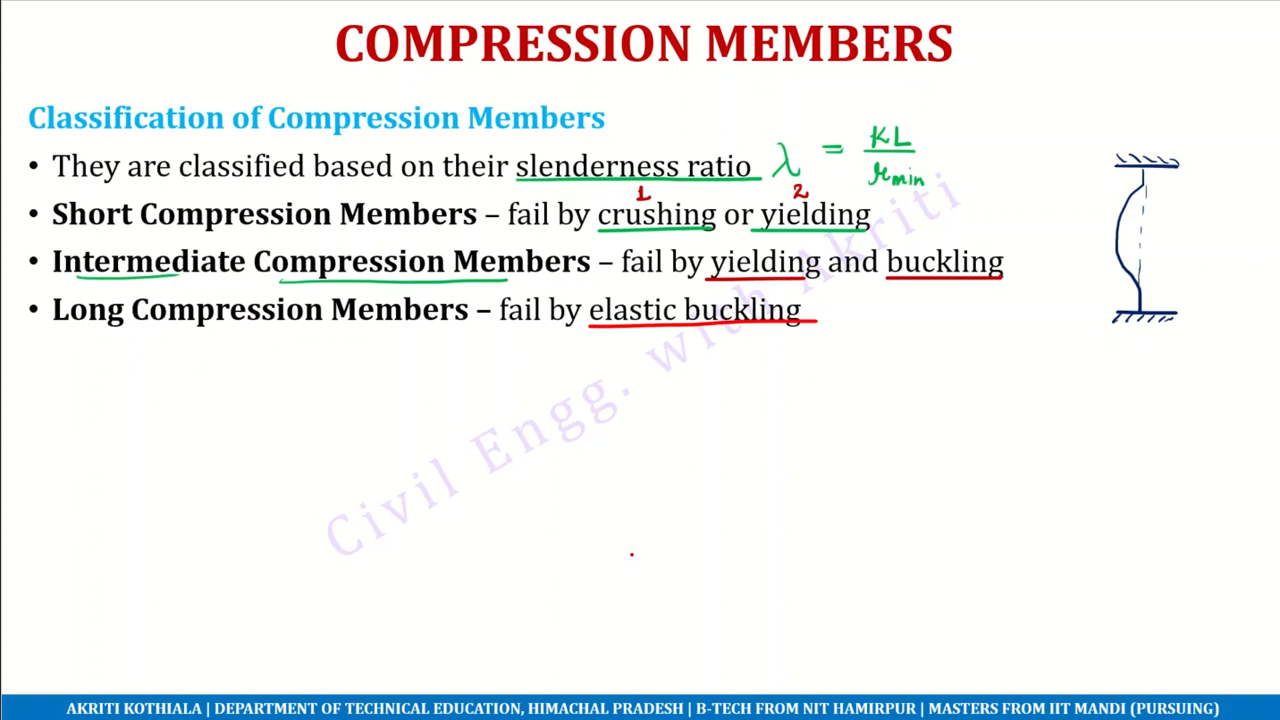 COMPRESSION MEMBERS
Classification of Compression Members
• They are classified based on their slenderness ratio λ = KL / rmin
1 2
• Short Compression Members – fail by crushing or yielding
• Intermediate Compression Members – fail by yielding and buckling
• Long Compression Members – fail by elastic buckling
Civil Engg. with Akriti
AKRITI KOTHIALA | DEPARTMENT OF TECHNICAL EDUCATION, HIMACHAL PRADESH | B-TECH FROM NIT HAMIRPUR | MASTERS FROM IIT MANDI (PURSUING)